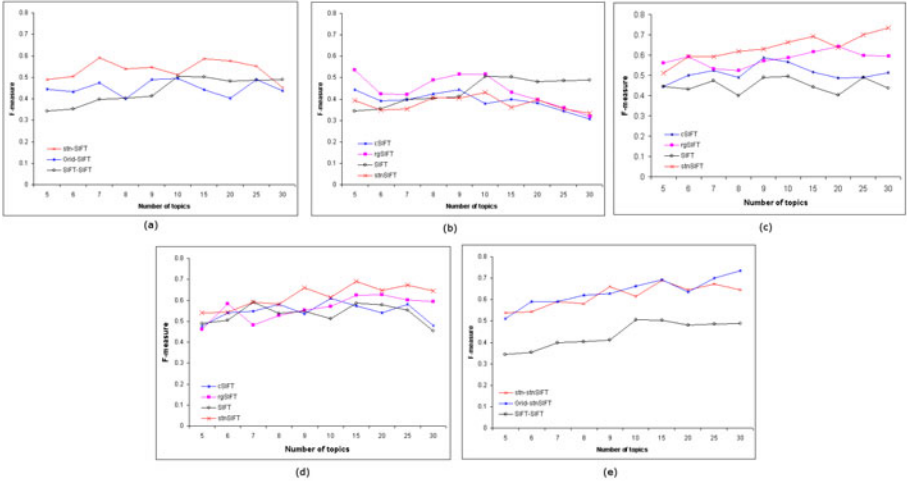 0.8
0.7
0.6
0.5
0.4
0.3
0.2
0.1
0
F-measure
stn-SIFT
Grid-SIFT
SIFT-SIFT
5 6 7 8 9 10 15 20 25 30
Number of topics
(a)
0.8
0.7
0.6
0.5
0.4
0.3
0.2
0.1
0
F-measure
cSIFT
rgSIFT
SIFT
stnSIFT
5 6 7 8 9 10 15 20 25 30
Number of topics
(b)
0.8
0.7
0.6
0.5
0.4
0.3
0.2
0.1
0
F-measure
cSIFT
rgSIFT
SIFT
stnSIFT
5 6 7 8 9 10 15 20 25 30
Number of topics
(c)
0.8
0.7
0.6
0.5
0.4
0.3
0.2
0.1
0
F-measure
cSIFT
rgSIFT
SIFT
stnSIFT
5 6 7 8 9 10 15 20 25 30
Number of topics
(d)
0.8
0.7
0.6
0.5
0.4
0.3
0.2
0.1
0
F-measure
stn-stnSIFT
Grid-stnSIFT
SIFT-SIFT
5 6 7 8 9 10 15 20 25 30
Number of topics
(e)